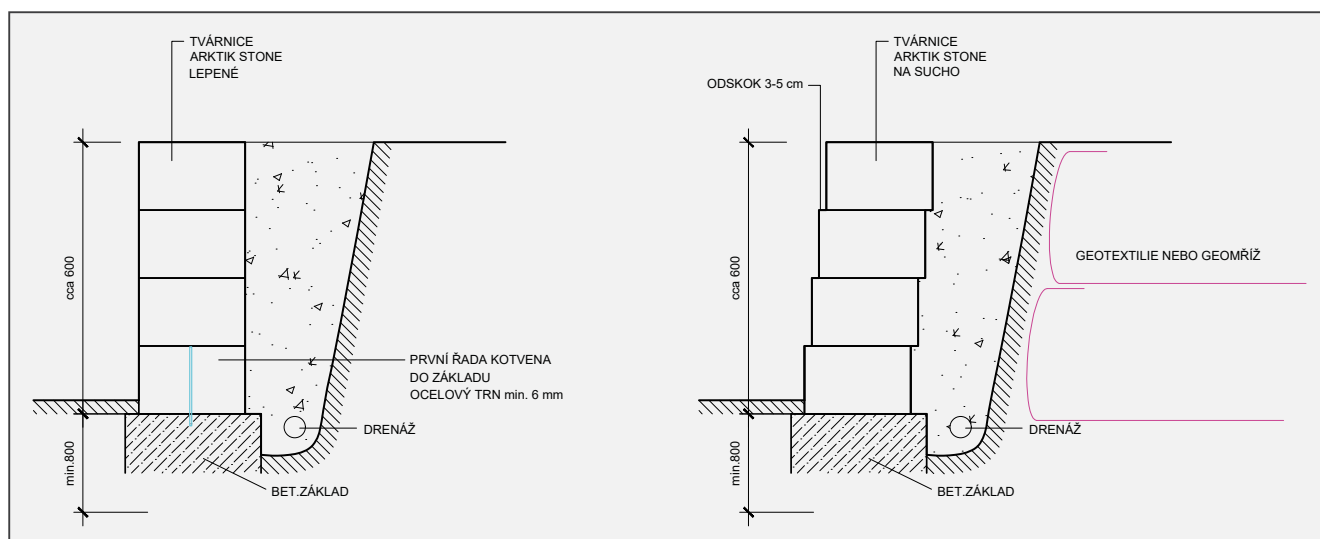 TVÁRNICE
ARKTIK STONE
LEPENÉ
cca 600
PRVNÍ ŘADA KOTVENA
DO ZÁKLADU
OCELOVÝ TRN min. 6 mm
DRENÁŽ
min.800
BET.ZÁKLAD
TVÁRNICE
ARKTIK STONE
NA SUCHO
ODSKOK 3-5 cm
cca 600
GEOTEXTILIE NEBO GEOMŘÍŽ
DRENÁŽ
min.800
BET.ZÁKLAD